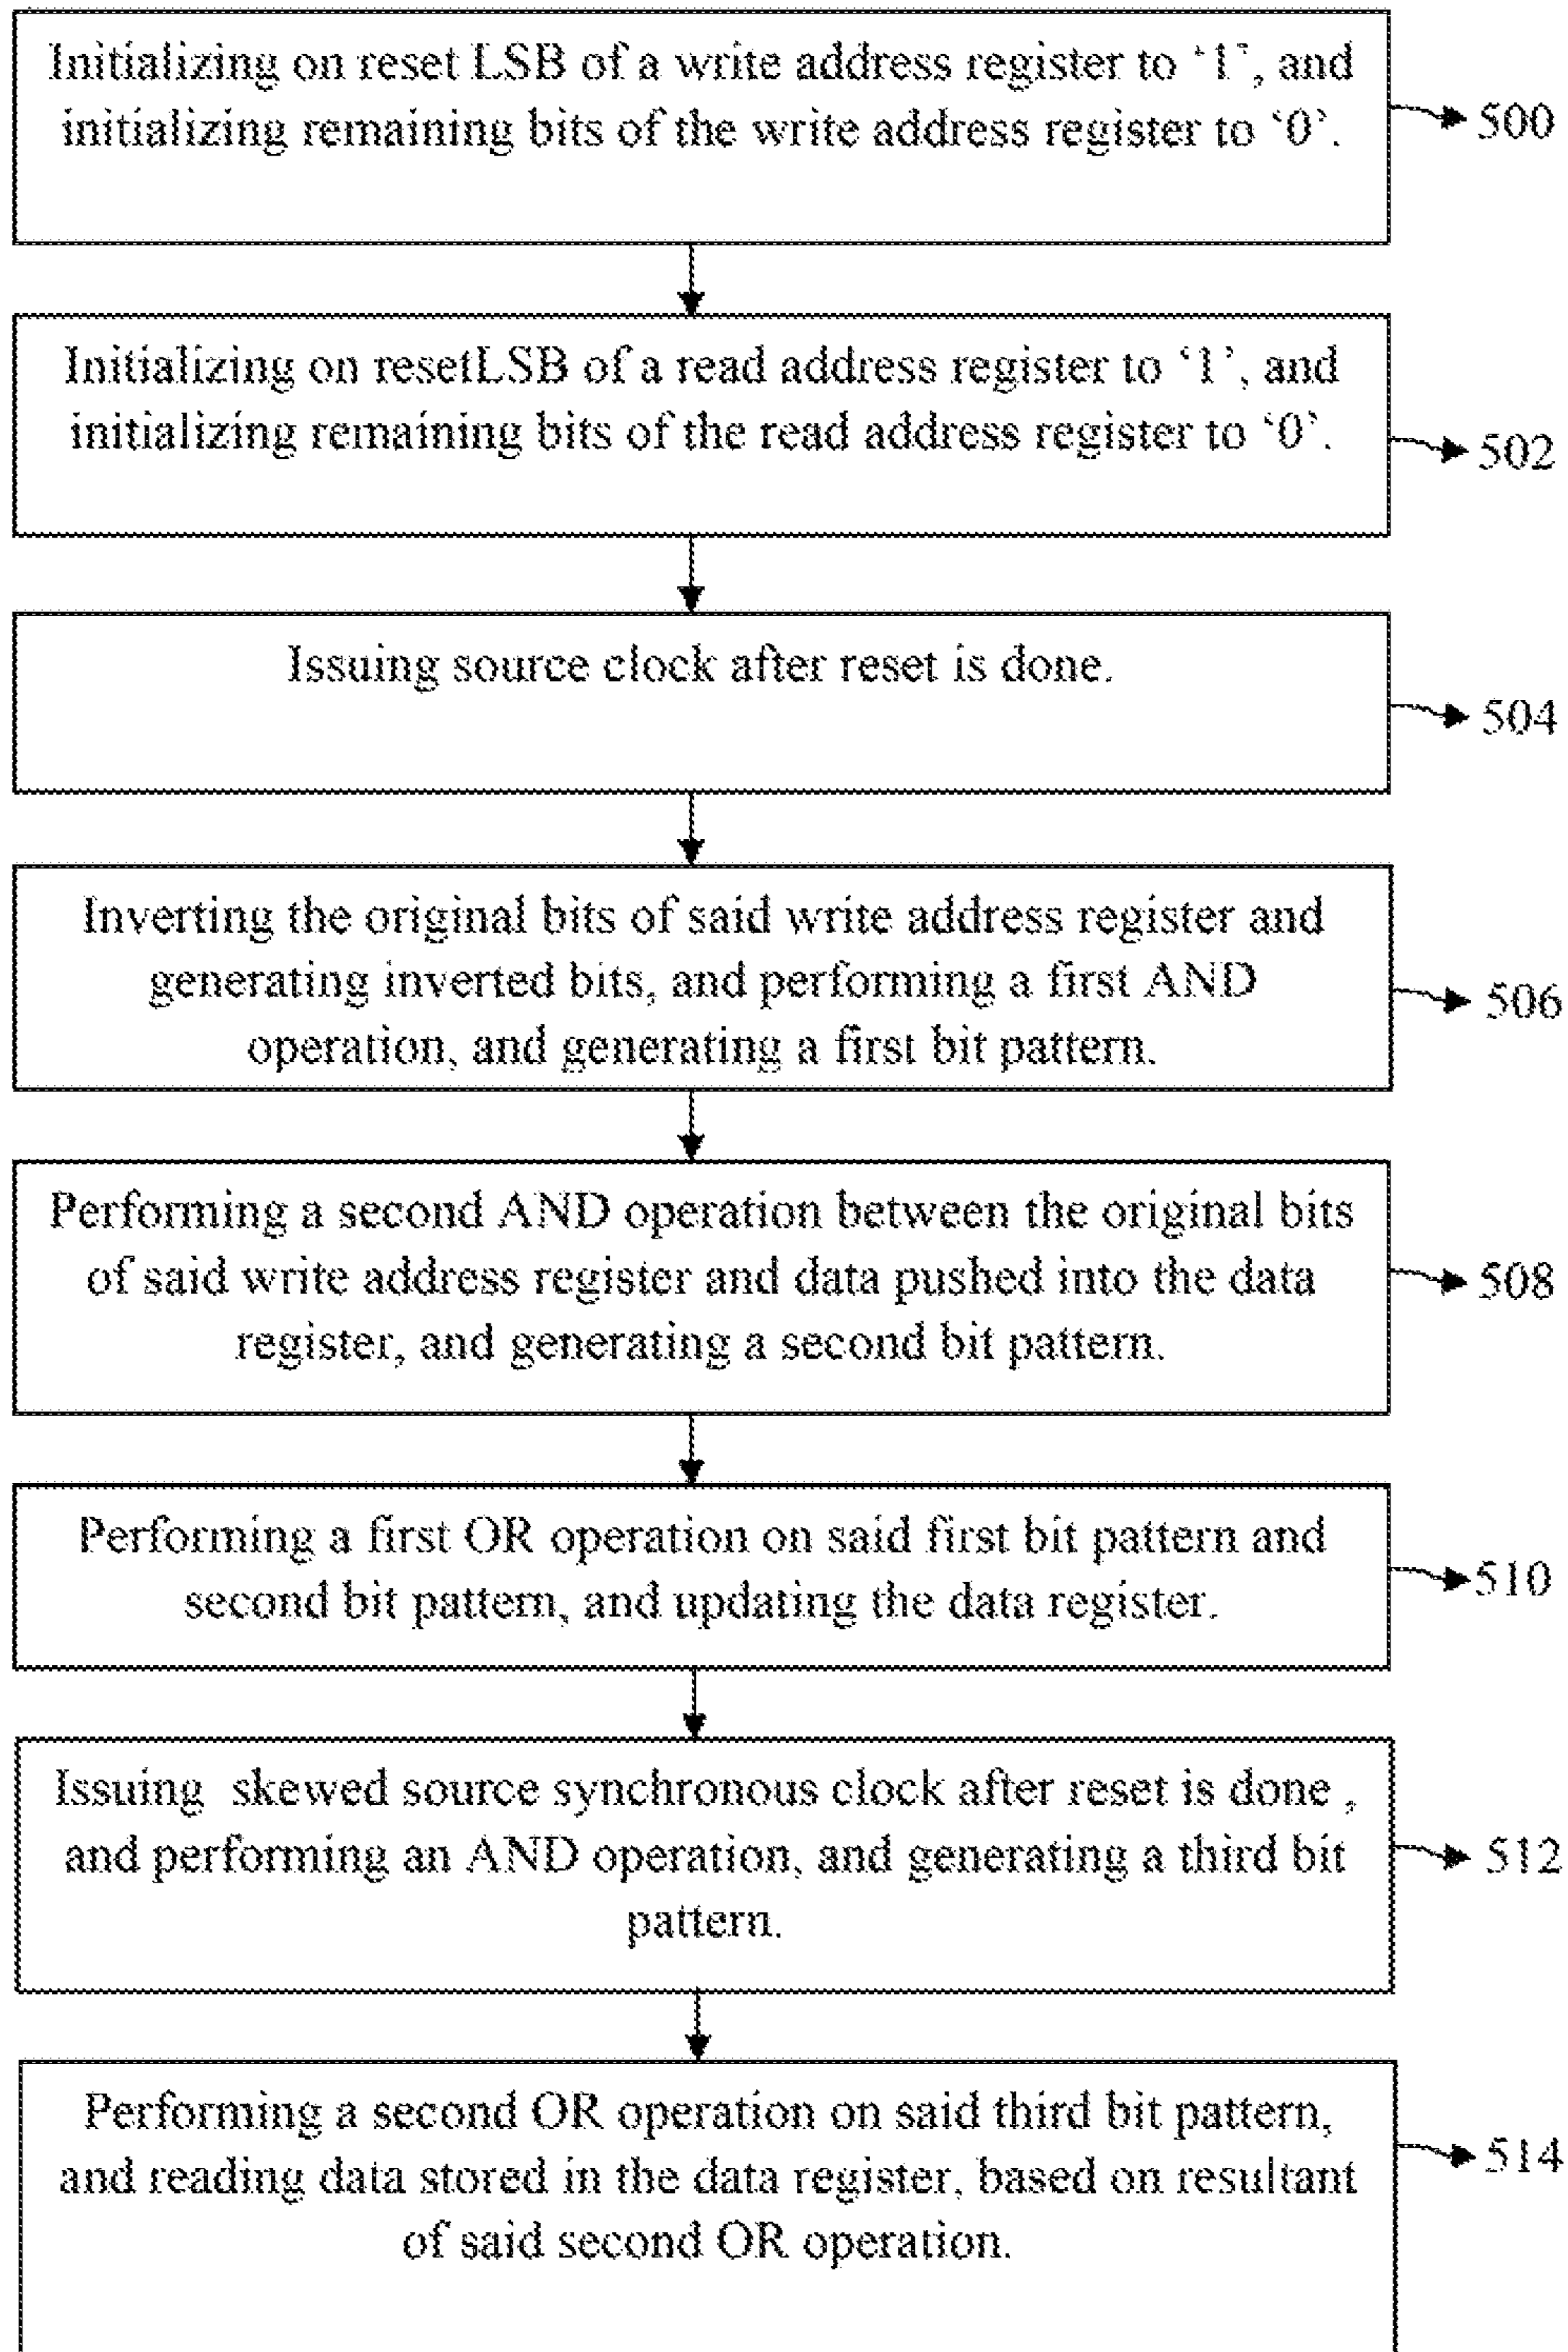 Initializing on reset LSB of a write address register to ‘1’, and
initializing remaining bits of the write address register to ‘0’.
500
Initializing on resetLSB of a read address register to ‘1’, and
initializing remaining bits of the read address register to ‘0’.
502
Issuing source clock after reset is done.
504
Inverting the original bits of said write address register and
generating inverted bits, and performing a first AND
operation, and generating a first bit pattern.
506
Performing a second AND operation between the original bits
of said write address register and data pushed into the data
register, and generating a second bit pattern.
508
Performing a first OR operation on said first bit pattern and
second bit pattern, and updating the data register.
510
Issuing skewed source synchronous clock after reset is done ,
and performing an AND operation, and generating a third bit
pattern.
512
Performing a second OR operation on said third bit pattern,
and reading data stored in the data register, based on resultant
of said second OR operation.
514